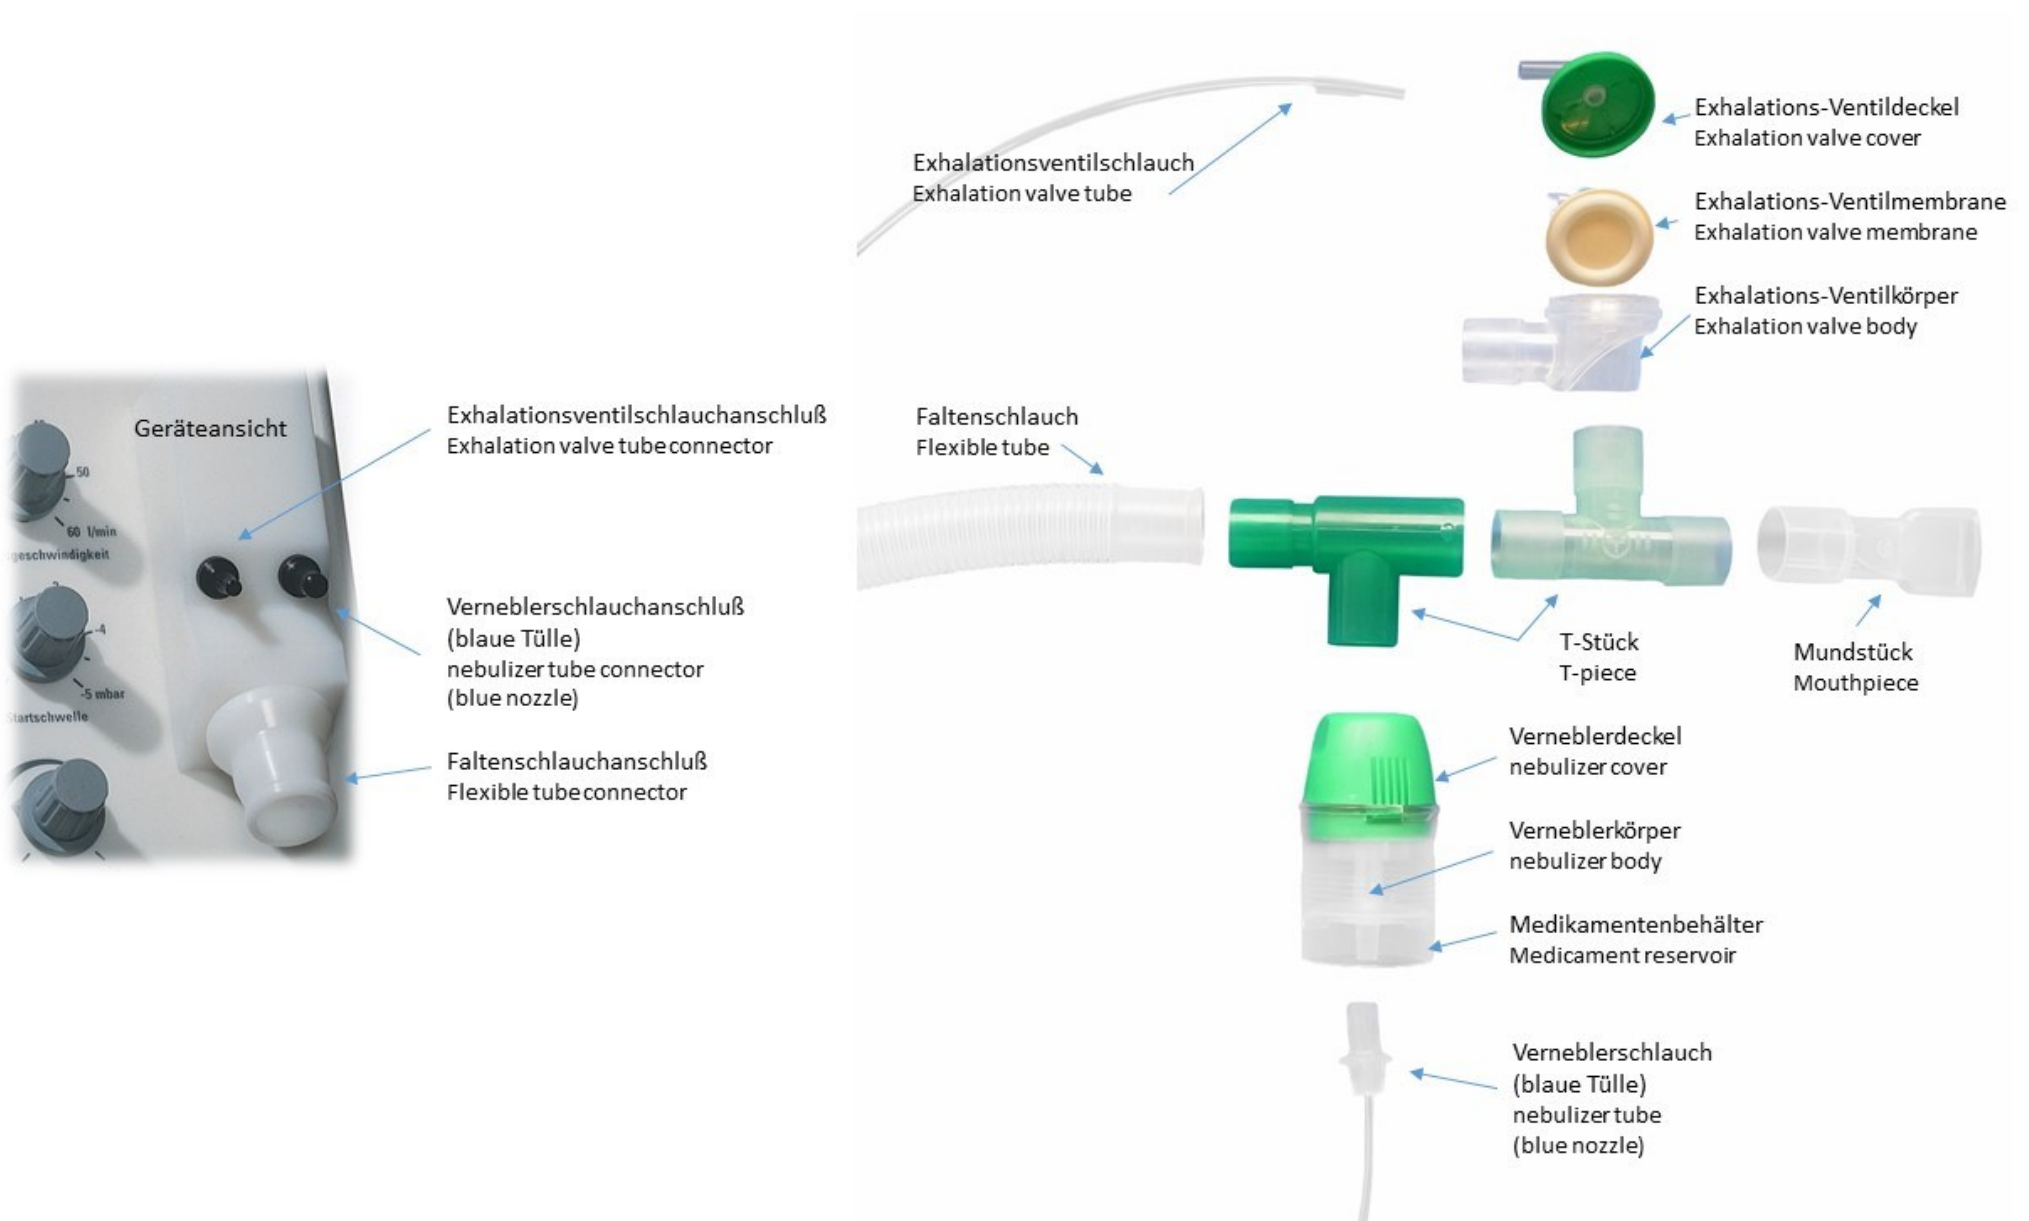 Exhalations-Ventildeckel
Exhalation valve cover
Exhalationsventilschlauch
Exhalation valve tube
Exhalations-Ventilmembrane
Exhalation valve membrane
Exhalations-Ventilkörper
Exhalation valve body
Geräteansicht
Exhalationsventilschlauchanschluß
Exhalation valve tube connector
Faltenschlauch
Flexible tube
50
60 l/min
geschwindigkeit
Verneblerschlauchanschluß
(blaue Tülle)
nebulizer tube connector
(blue nozzle)
-4
-5 mbar
Startschwelle
T-Stück
T-piece
Mundstück
Mouthpiece
Faltenschlauchanschluß
Flexible tube connector
Verneblerdeckel
nebulizer cover
Verneblerkörper
nebulizer body
Medikamentenbehälter
Medicament reservoir
Verneblerschlauch
(blaue Tülle)
nebulizer tube
(blue nozzle)